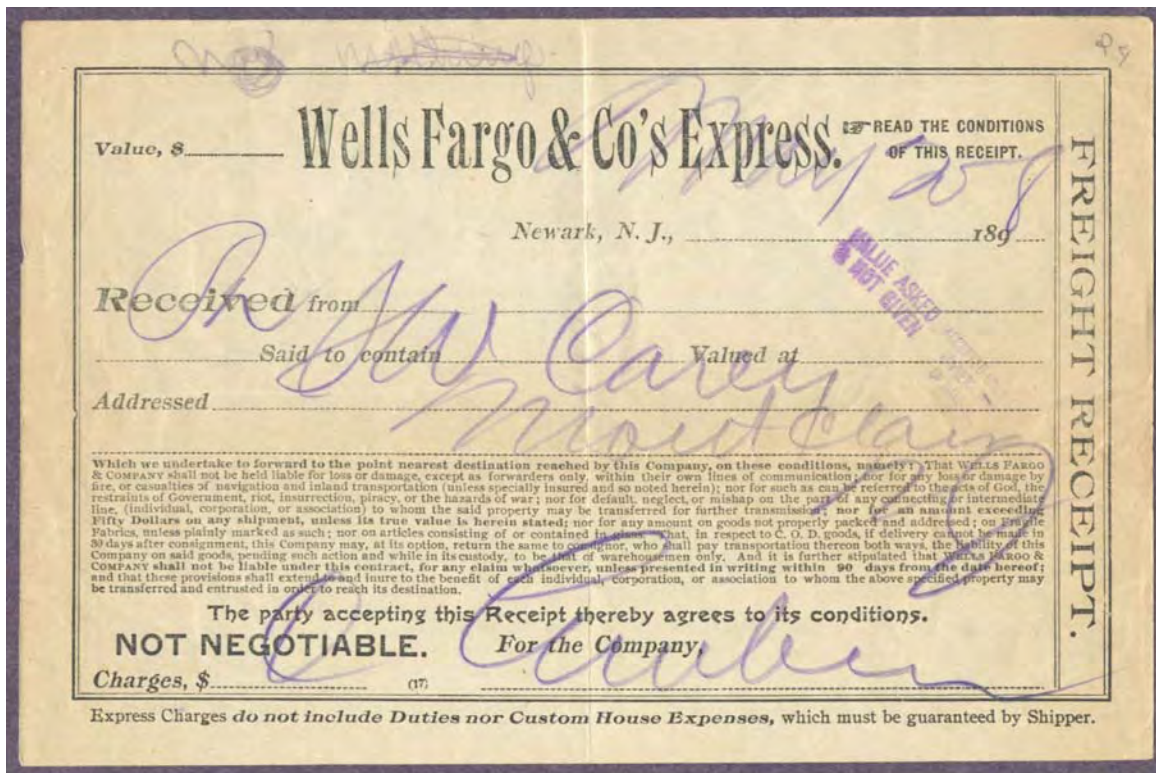 Value, $
Wells Fargo & Co's Express.
READ THE CONDITIONS
OF THIS RECEIPT.
May 25 8
Newark, N. J., 189
VALUE ASKED
& NOT GIVEN
Received from
Said to contain Valued at
W Carey
Addressed
Montclair
NJ
Which we undertake to forward to the point nearest destination reached by this Company, on these conditions, namely: That WELLS FARGO
& COMPANY shall not be held liable for loss or damage, except as forwarders only, within their own lines of communication; nor for any loss or damage by
fire, or casualties of navigation and inland transportation (unless specially insured and so noted herein); nor for such as can be referred to the acts of God, the
restraints of Government, riot, insurrection, piracy, or the hazards of war; nor for default, neglect, or mishap on the part of any connecting or intermediate
line, (individual, corporation, or association) to whom the said property may be transferred for further transmission; nor for an amount exceeding
Fifty Dollars on any shipment, unless its true value is herein stated; nor for any amount on goods not properly packed and addressed; on Fragile
Fabrics, unless plainly marked as such; nor on articles consisting of or contained in glass. That, in respect to C. O. D. goods, if delivery cannot be made in
30 days after consignment, this Company may, at its option, return the same to consignor, who shall pay transportation thereon both ways, the liability of this
Company on said goods, pending such action and while in its custody, to be that of warehousemen only. And it is further stipulated that WELLS FARGO &
COMPANY shall not be liable under this contract, for any claim whatsoever, unless presented in writing within 90 days from the date hereof;
and that these provisions shall extend to and inure to the benefit of each individual, corporation, or association to whom the above specified property may
be transferred and entrusted in order to reach its destination.
The party accepting this Receipt thereby agrees to its conditions.
NOT NEGOTIABLE. For the Company,
Charges, $ (17)
Express Charges do not include Duties nor Custom House Expenses, which must be guaranteed by Shipper.
FREIGHT RECEIPT.